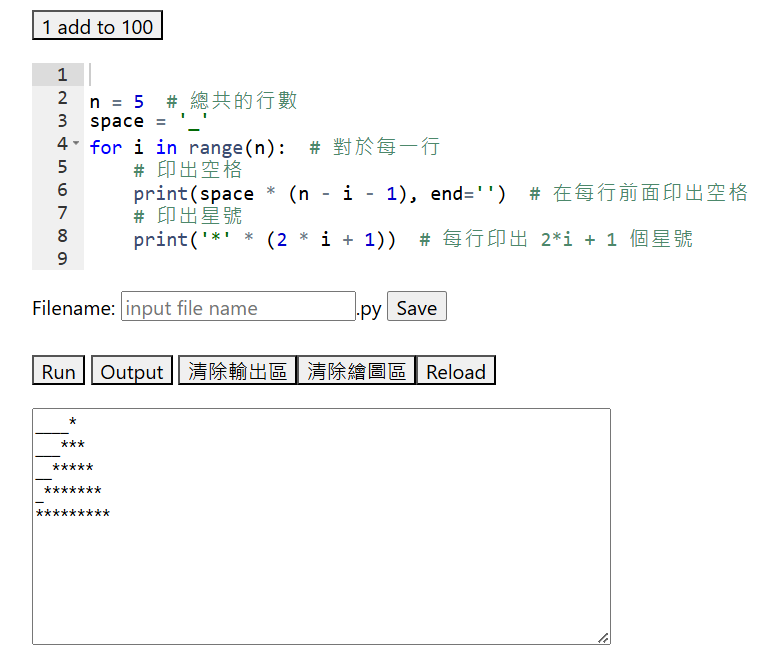 1 add to 100
1
2 n = 5  # 總共的行數
3 space = '_'
4 for i in range(n):  # 對於每一行
5     # 印出空格
6     print(space * (n - i - 1), end='')  # 在每行前面印出空格
7     # 印出星號
8     print('*' * (2 * i + 1))  # 每行印出 2*i + 1 個星號
9
Filename: input file name .py Save
Run Output 清除輸出區 清除繪圖區 Reload
____*
___***
__*****
_*******
*********